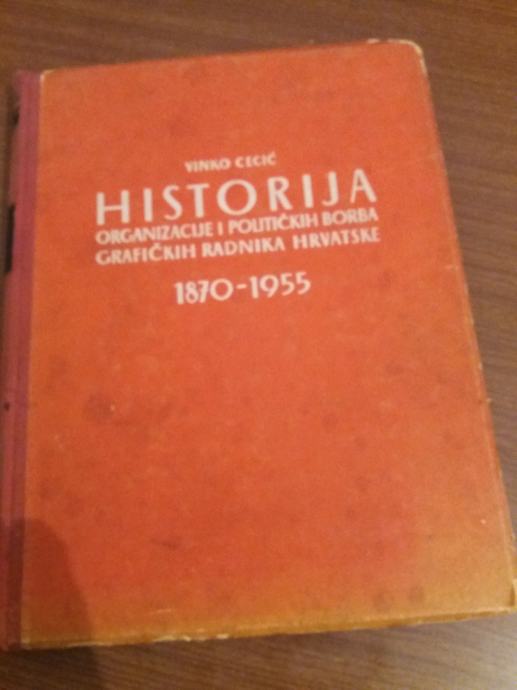 VINKO CECIĆ
HISTORIJA
ORGANIZACIJE I POLITIČKIH BORBA
GRAFIČKIH RADNIKA HRVATSKE
1870-1955